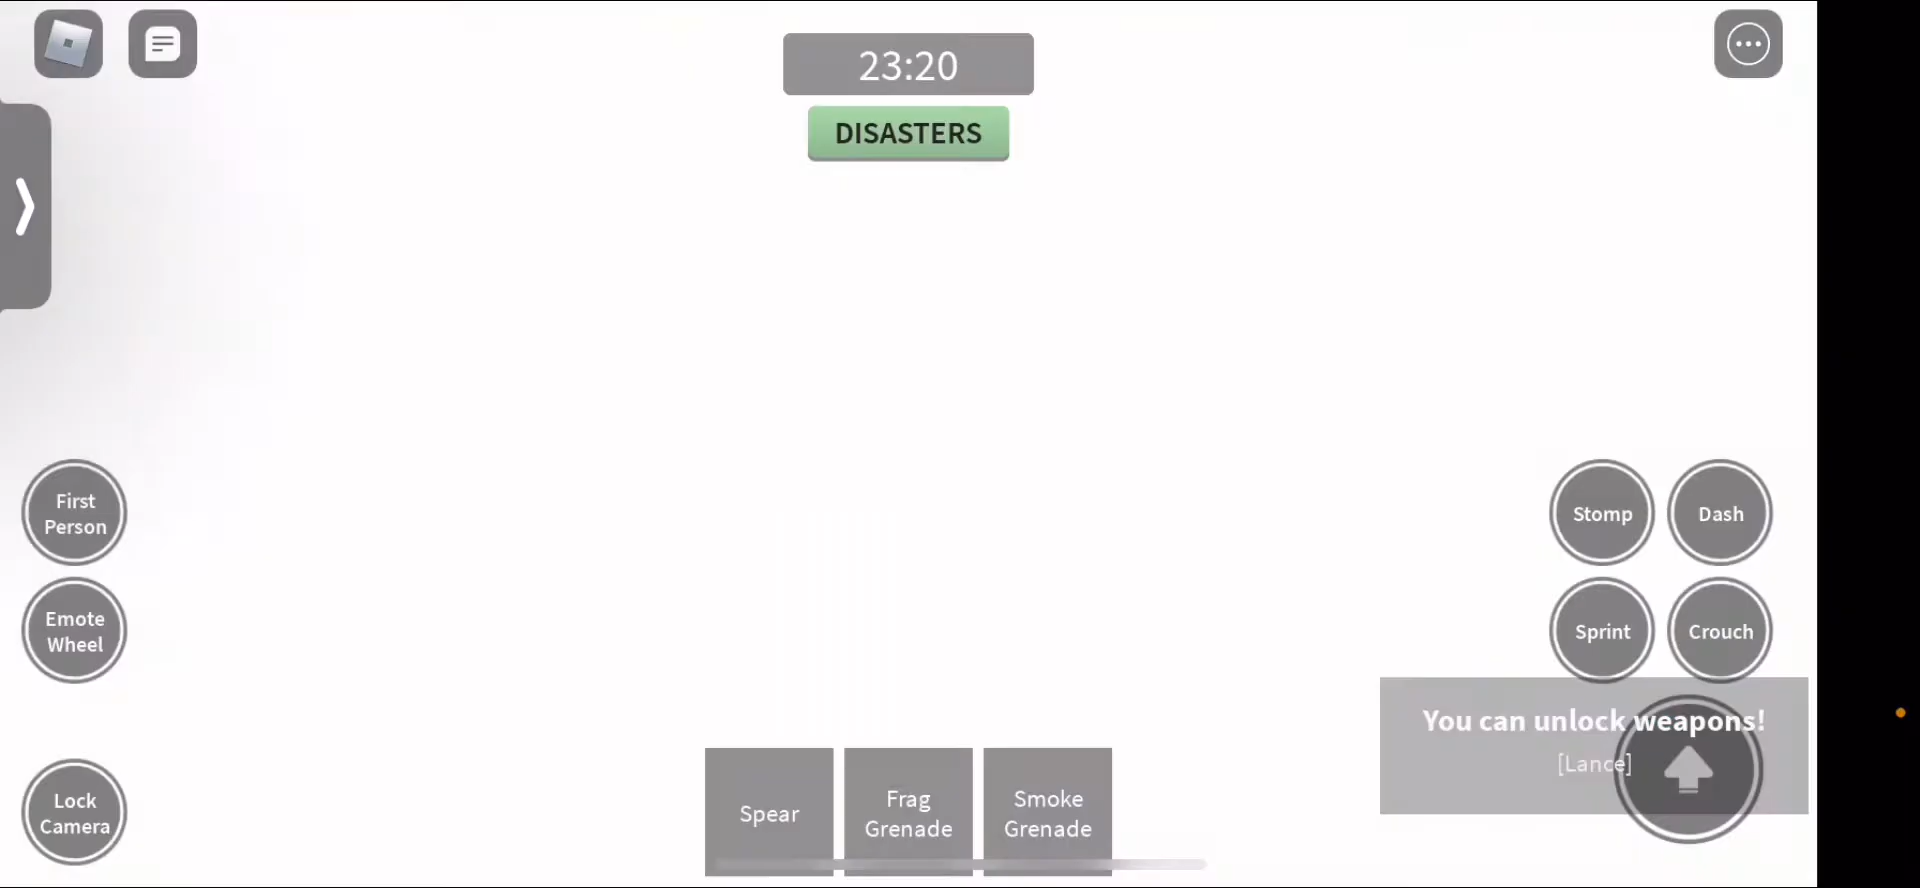 23:20
DISASTERS
First
Person
Emote
Wheel
Lock
Camera
Stomp
Dash
Sprint
Crouch
You can unlock weapons!
[Lance]
Spear
Frag
Grenade
Smoke
Grenade